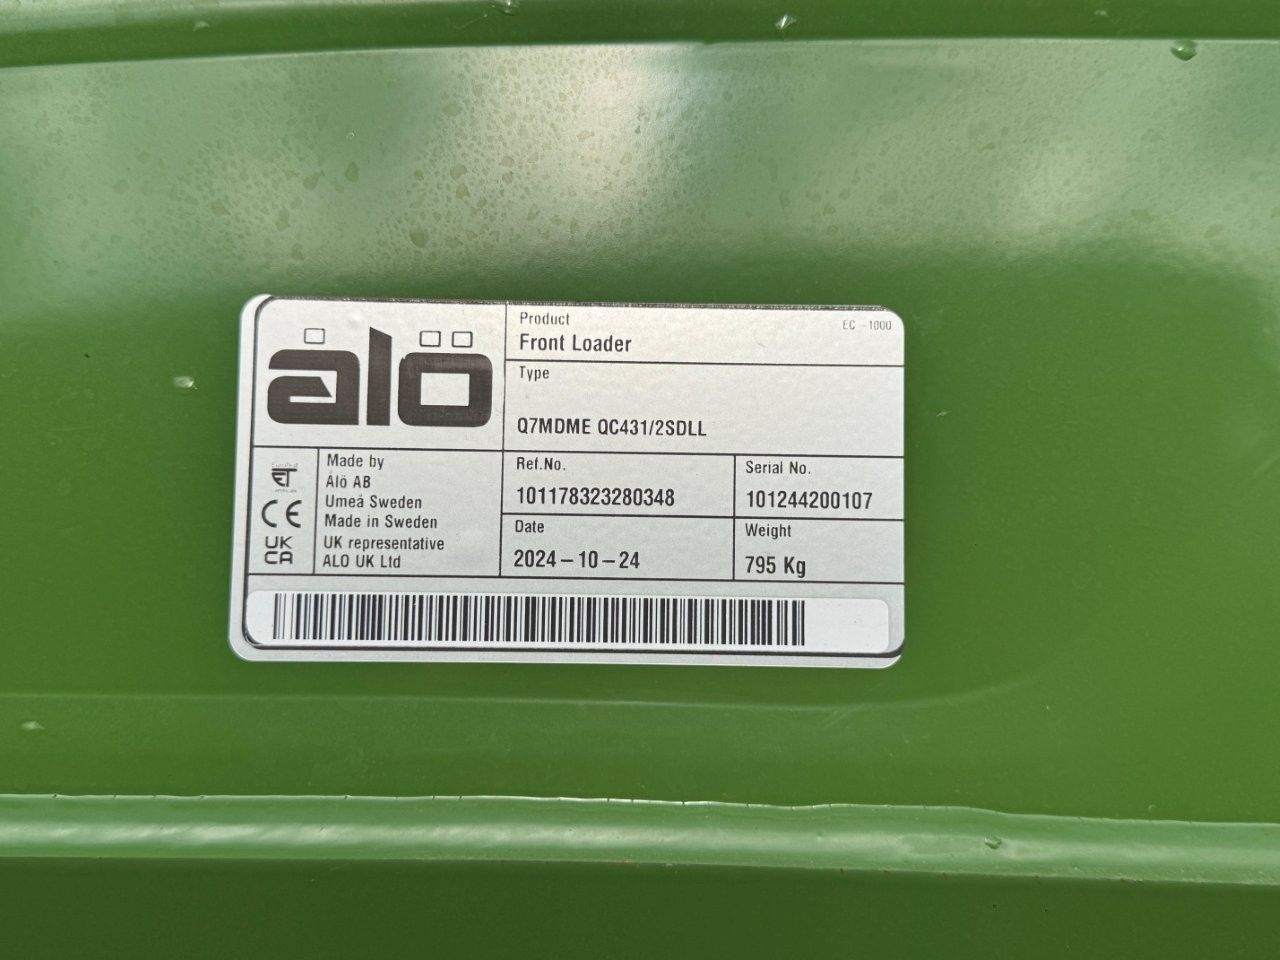 älö
Product
EC - 1000
Front Loader
Type
Q7MDME QC431/2SDLL
Made by
Ålö AB
Umeå Sweden
Made in Sweden
UK representative
ALO UK Ltd
CE
UK
CA
Ref.No.
101178323280348
Serial No.
101244200107
Date
2024-10-24
Weight
795 Kg